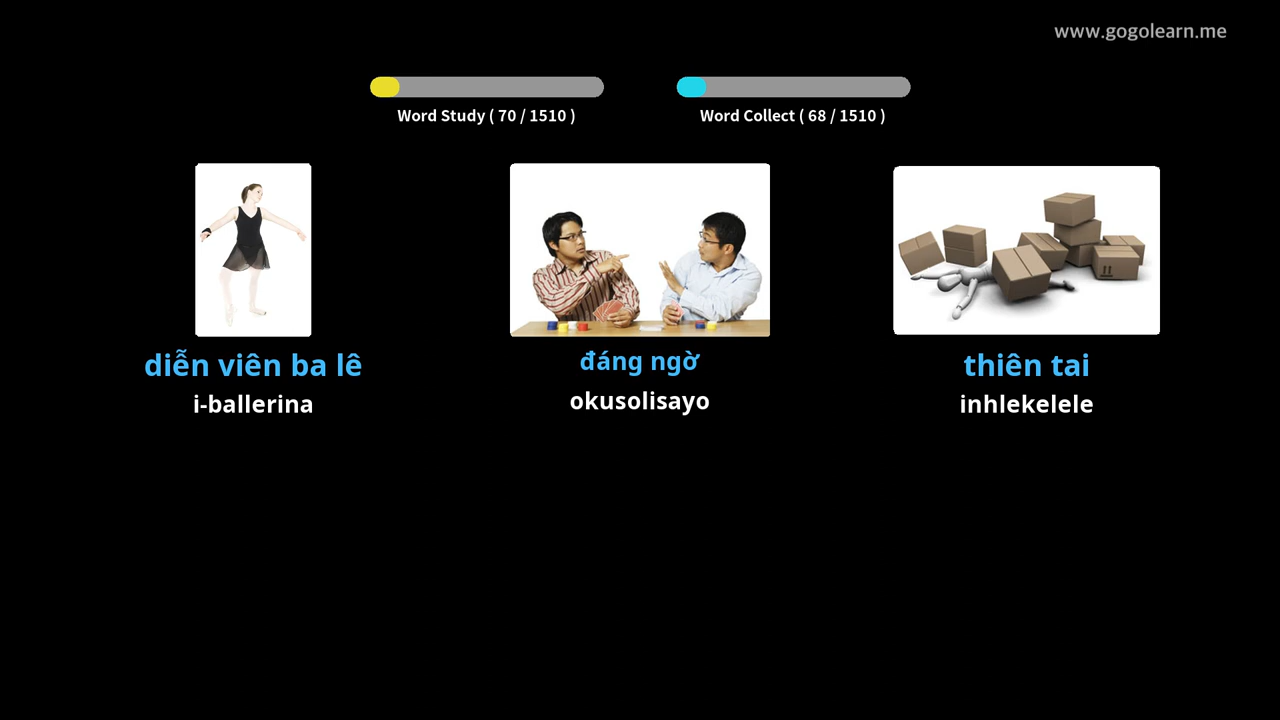 www.gogolearn.me
Word Study ( 70 / 1510 )
Word Collect ( 68 / 1510 )
diễn viên ba lê
i-ballerina
đáng ngờ
okusolisayo
thiên tai
inhlekelele